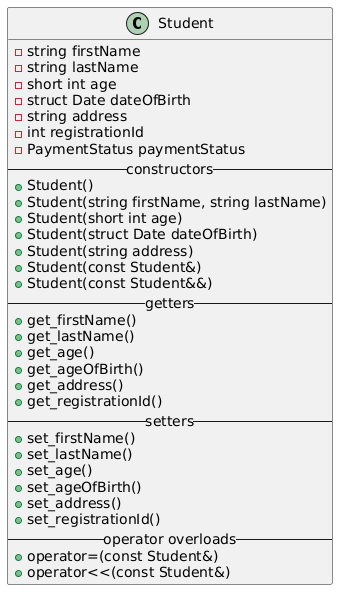 C Student
string firstName
string lastName
short int age
struct Date dateOfBirth
string address
int registrationId
PaymentStatus paymentStatus
constructors
Student()
Student(string firstName, string lastName)
Student(short int age)
Student(struct Date dateOfBirth)
Student(string address)
Student(const Student&)
Student(const Student&&)
getters
get_firstName()
get_lastName()
get_age()
get_ageOfBirth()
get_address()
get_registrationId()
setters
set_firstName()
set_lastName()
set_age()
set_ageOfBirth()
set_address()
set_registrationId()
operator overloads
operator=(const Student&)
operator<<(const Student&)